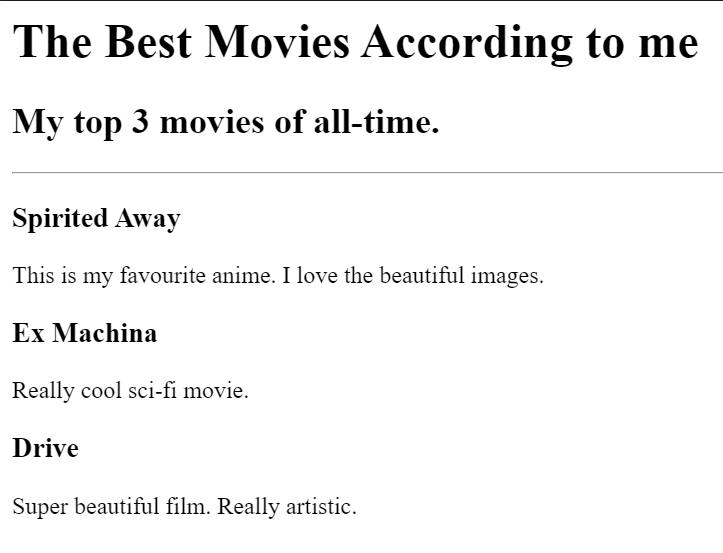 The Best Movies According to me
My top 3 movies of all-time.
Spirited Away
This is my favourite anime. I love the beautiful images.
Ex Machina
Really cool sci-fi movie.
Drive
Super beautiful film. Really artistic.